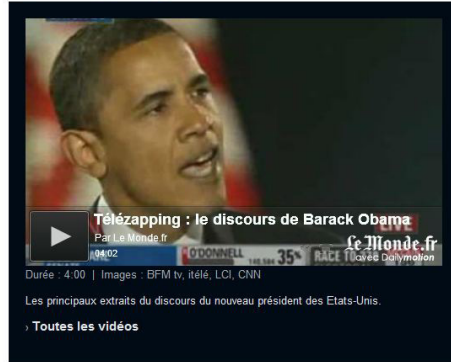 Télézapping : le discours de Barack Obama
Par Le Monde.fr
04:02
LIVE
Le Monde.fr
avec Dailymotion
O'DONNELL 35% RACE TO
Durée : 4:00 | Images : BFM tv, itélé, LCI, CNN
Les principaux extraits du discours du nouveau président des Etats-Unis.
› Toutes les vidéos